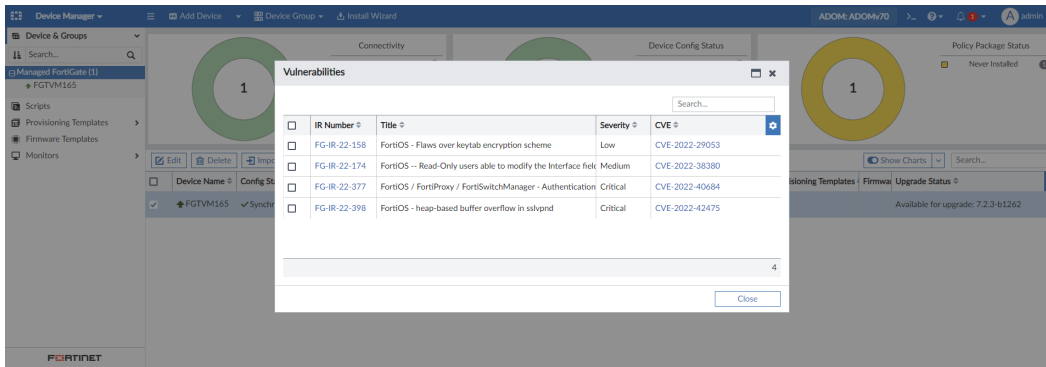 Device Manager
Add Device
Device Group
Install Wizard
ADOM: ADOMv70
>_
1
A
admin
Device & Groups
Search...
Managed FortiGate (1)
FGTVM165
Scripts
Provisioning Templates
Firmware Templates
Monitors
FORTINET
Connectivity
1
Device Config Status
Policy Package Status
1
Never Installed
Edit
Delete
Show Charts
Search...
Device Name
Upgrade Status
FGTVM165
Available for upgrade: 7.2.3-b1262
Vulnerabilities
Search...
IR Number Title Severity CVE
FG-IR-22-158 FortiOS - Flaws over keytab encryption scheme Low CVE-2022-29053
FG-IR-22-174 FortiOS -- Read-Only users able to modify the Interface field Medium CVE-2022-38380
FG-IR-22-377 FortiOS / FortiProxy / FortiSwitchManager - Authentication Critical CVE-2022-40684
FG-IR-22-398 FortiOS - heap-based buffer overflow in sslvpnd Critical CVE-2022-42475
4
Close